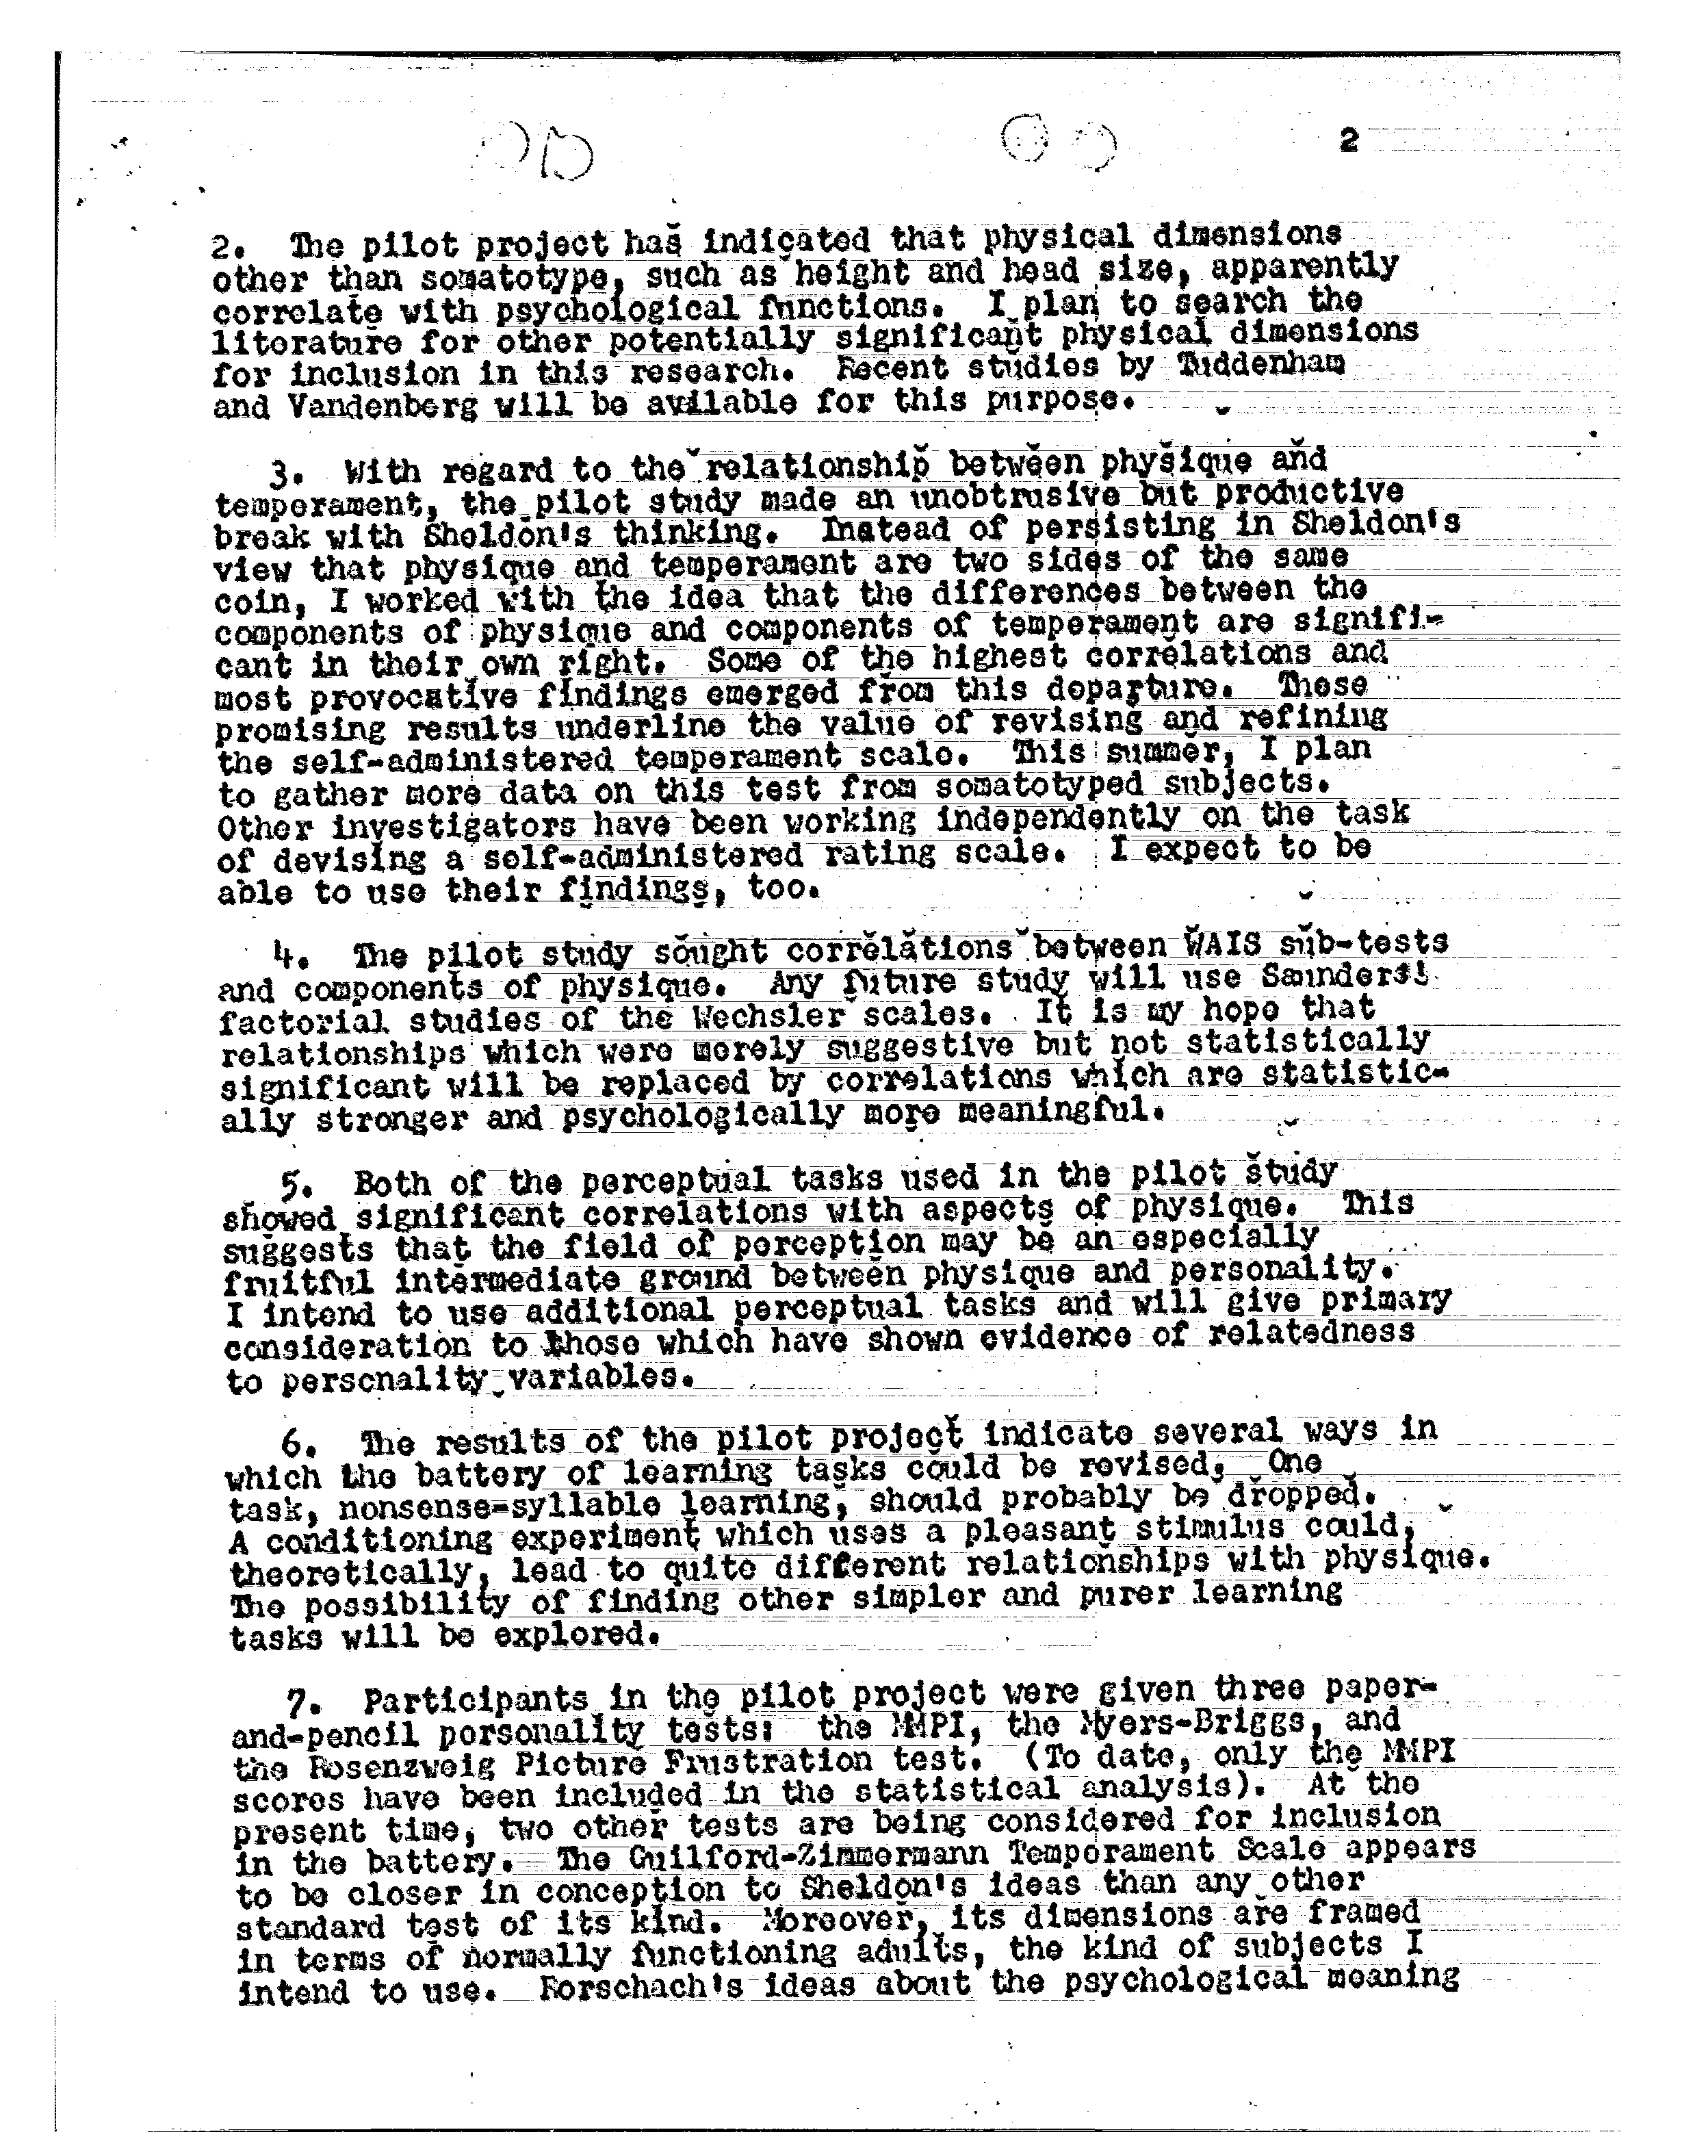 2
2. The pilot project has indicated that physical dimensions
other than somatotype, such as height and head size, apparently
correlate with psychological functions. I plan to search the
literature for other potentially significant physical dimensions
for inclusion in this research. Recent studies by Tuddenham
and Vandenberg will be avilable for this purpose.
3. With regard to the relationship between physique and
temperament, the pilot study made an unobtrusive but productive
break with Sheldon's thinking. Instead of persisting in Sheldon's
view that physique and temperament are two sides of the same
coin, I worked with the idea that the differences between the
components of physique and components of temperament are signifi-
cant in their own right. Some of the highest correlations and
most provocative findings emerged from this departure. These
promising results underline the value of revising and refining
the self-administered temperament scale. This summer, I plan
to gather more data on this test from somatotyped subjects.
Other investigators have been working independently on the task
of devising a self-administered rating scale. I expect to be
able to use their findings, too.
4. The pilot study sought correlations between WAIS sub-tests
and components of physique. Any future study will use Saunders'
factorial studies of the Wechsler scales. It is my hope that
relationships which were merely suggestive but not statistically
significant will be replaced by correlations which are statistic-
ally stronger and psychologically more meaningful.
5. Both of the perceptual tasks used in the pilot study
showed significant correlations with aspects of physique. This
suggests that the field of perception may be an especially
fruitful intermediate ground between physique and personality.
I intend to use additional perceptual tasks and will give primary
consideration to those which have shown evidence of relatedness
to personality variables.
6. The results of the pilot project indicate several ways in
which the battery of learning tasks could be revised. One
task, nonsense-syllable learning, should probably be dropped.
A conditioning experiment which uses a pleasant stimulus could,
theoretically, lead to quite different relationships with physique.
The possibility of finding other simpler and purer learning
tasks will be explored.
7. Participants in the pilot project were given three paper-
and-pencil personality tests: the MMPI, the Myers-Briggs, and
the Rosenzweig Picture Frustration test. (To date, only the MMPI
scores have been included in the statistical analysis). At the
present time, two other tests are being considered for inclusion
in the battery. The Guilford-Zimmermann Temporament Scale appears
to be closer in conception to Sheldon's ideas than any other
standard test of its kind. Moreover, its dimensions are framed
in terms of normally functioning adults, the kind of subjects I
intend to use. Rorschach's ideas about the psychological meaning